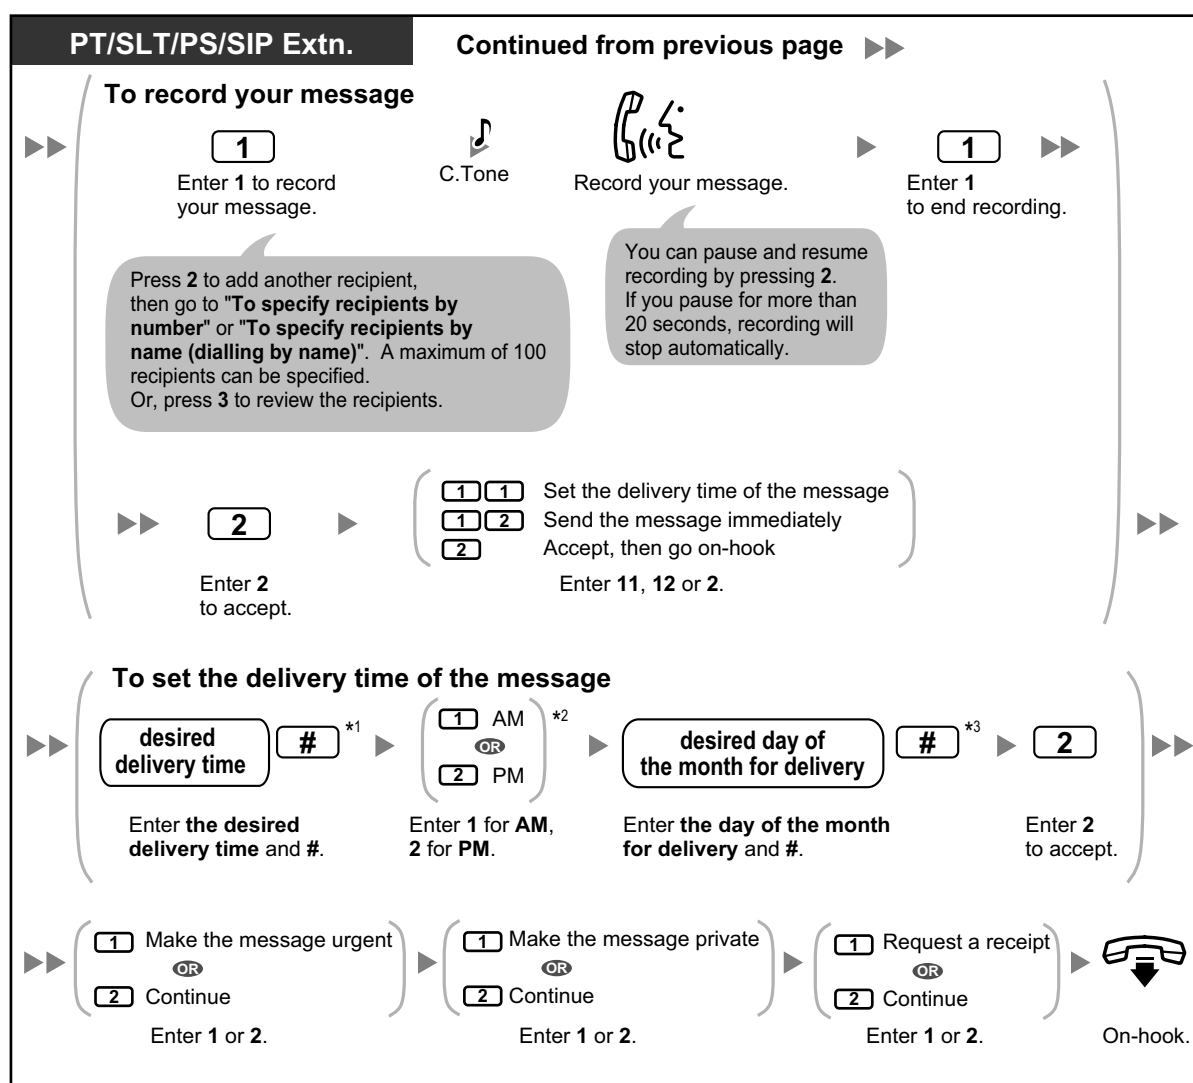 PT/SLT/PS/SIP Extn.
Continued from previous page
To record your message
1
C.Tone
1
Enter 1 to record
your message.
Record your message.
Enter 1
to end recording.
Press 2 to add another recipient,
then go to "To specify recipients by
number" or "To specify recipients by
name (dialling by name)". A maximum of 100
recipients can be specified.
Or, press 3 to review the recipients.
You can pause and resume
recording by pressing 2.
If you pause for more than
20 seconds, recording will
stop automatically.
2
Enter 2
to accept.
1 1 Set the delivery time of the message
1 2 Send the message immediately
2 Accept, then go on-hook
Enter 11, 12 or 2.
To set the delivery time of the message
desired
delivery time
# *1
Enter the desired
delivery time and #.
1 AM
OR
2 PM
*2
Enter 1 for AM,
2 for PM.
desired day of
the month for delivery
# *3
Enter the day of the month
for delivery and #.
2
Enter 2
to accept.
1 Make the message urgent
OR
2 Continue
Enter 1 or 2.
1 Make the message private
OR
2 Continue
Enter 1 or 2.
1 Request a receipt
OR
2 Continue
Enter 1 or 2.
On-hook.